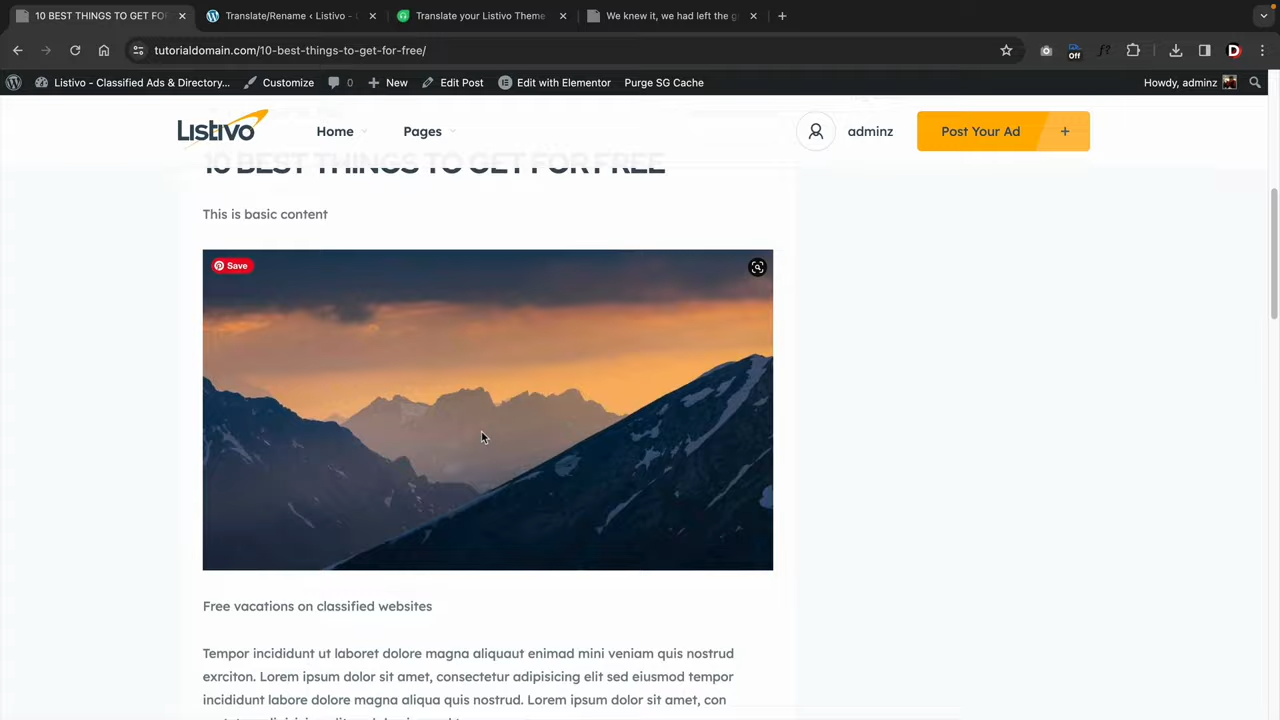 10 BEST THINGS TO GET FOR
Translate/Rename ‹ Listivo -
Translate your Listivo Theme
We knew it, we had left the g
tutorialdomain.com/10-best-things-to-get-for-free/
Off
f?
D
Listivo – Classified Ads & Directory...
Customize
0
New
Edit Post
Edit with Elementor
Purge SG Cache
Howdy, adminz
Listivo
Home
Pages
adminz
Post Your Ad +
10 BEST THINGS TO GET FOR FREE
This is basic content
Save
Free vacations on classified websites
Tempor incididunt ut laboret dolore magna aliquaut enimad mini veniam quis nostrud
exrciton. Lorem ipsum dolor sit amet, consectetur adipisicing elit sed eiusmod tempor
incididunt labore dolore magna aliqua quis nostrud. Lorem ipsum dolor sit amet, con